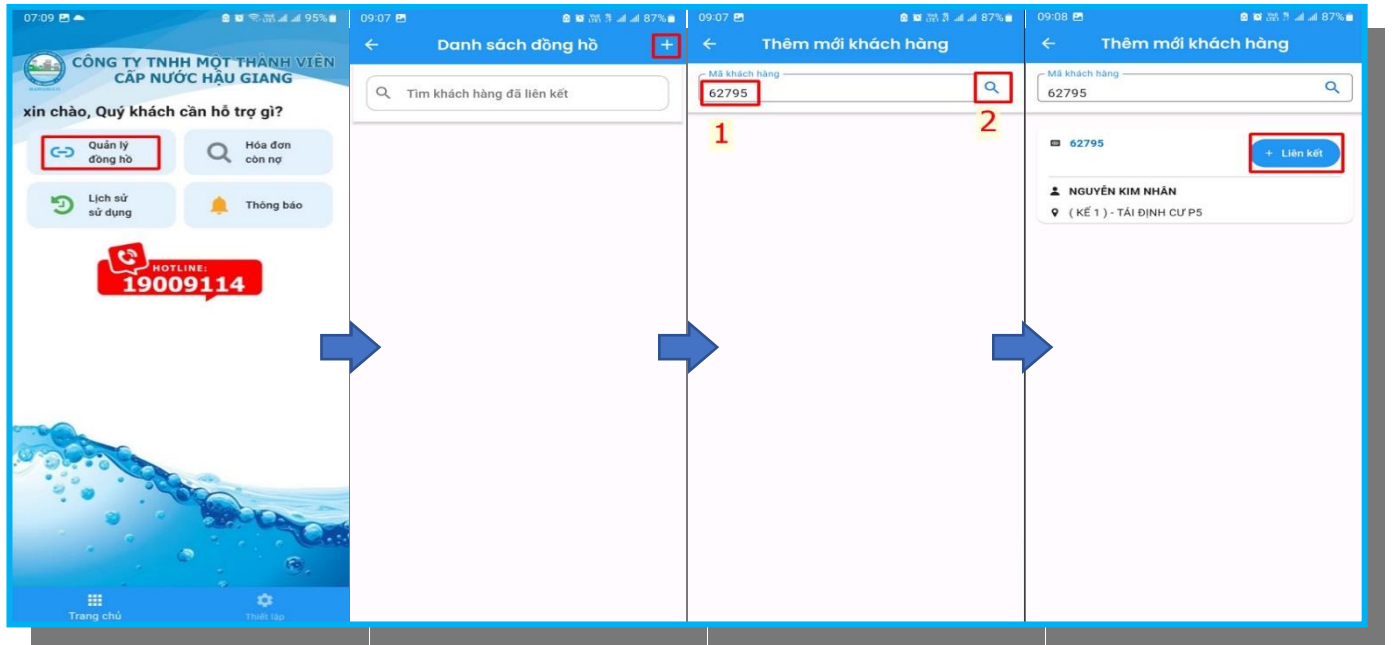 07:09
95%
CÔNG TY TNHH MỘT THÀNH VIÊN
CẤP NƯỚC HẬU GIANG
xin chào, Quý khách cần hỗ trợ gì?
Quản lý
đồng hồ
Hóa đơn
còn nợ
Lịch sử
sử dụng
Thông báo
HOTLINE:
19009114
Trang chủ
Thiết lập
09:07
87%
Danh sách đồng hồ
+
Tìm khách hàng đã liên kết
09:07
87%
Thêm mới khách hàng
Mã khách hàng
62795
1
2
09:08
87%
Thêm mới khách hàng
Mã khách hàng
62795
62795
+ Liên kết
NGUYỄN KIM NHÂN
( KẾ 1 ) - TÁI ĐỊNH CƯ P5